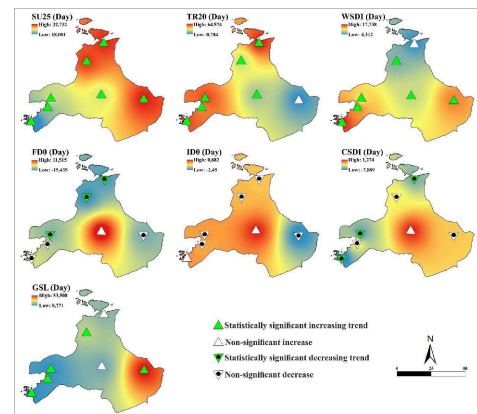 SU25 (Day)
High: 32,732
Low: 18,001
TR20 (Day)
High: 64,974
Low: 0,784
WSDI (Day)
High: 17,738
Low: 4,312
FD0 (Day)
High: 11,515
Low: -15,435
ID0 (Day)
High: 0,882
Low: -2,45
CSDI (Day)
High: 1,274
Low: -7,889
GSL (Day)
High: 53,508
Low: 8,771
Statistically significant increasing trend
Non-significant increase
Statistically significant decreasing trend
Non-significant decrease
N
0 25 50